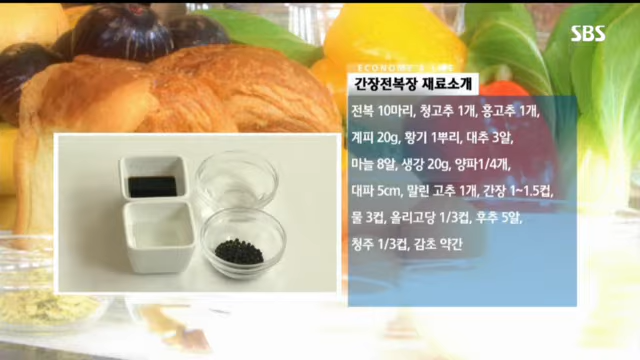 SBS
간장전복장 재료소개
전복 10마리, 청고추 1개, 홍고추 1개,
계피 20g, 황기 1뿌리, 대추 3알,
마늘 8알, 생강 20g, 양파1/4개,
대파 5cm, 말린 고추 1개, 간장 1~1.5컵,
물 3컵, 올리고당 1/3컵, 후추 5알,
청주 1/3컵, 감초 약간